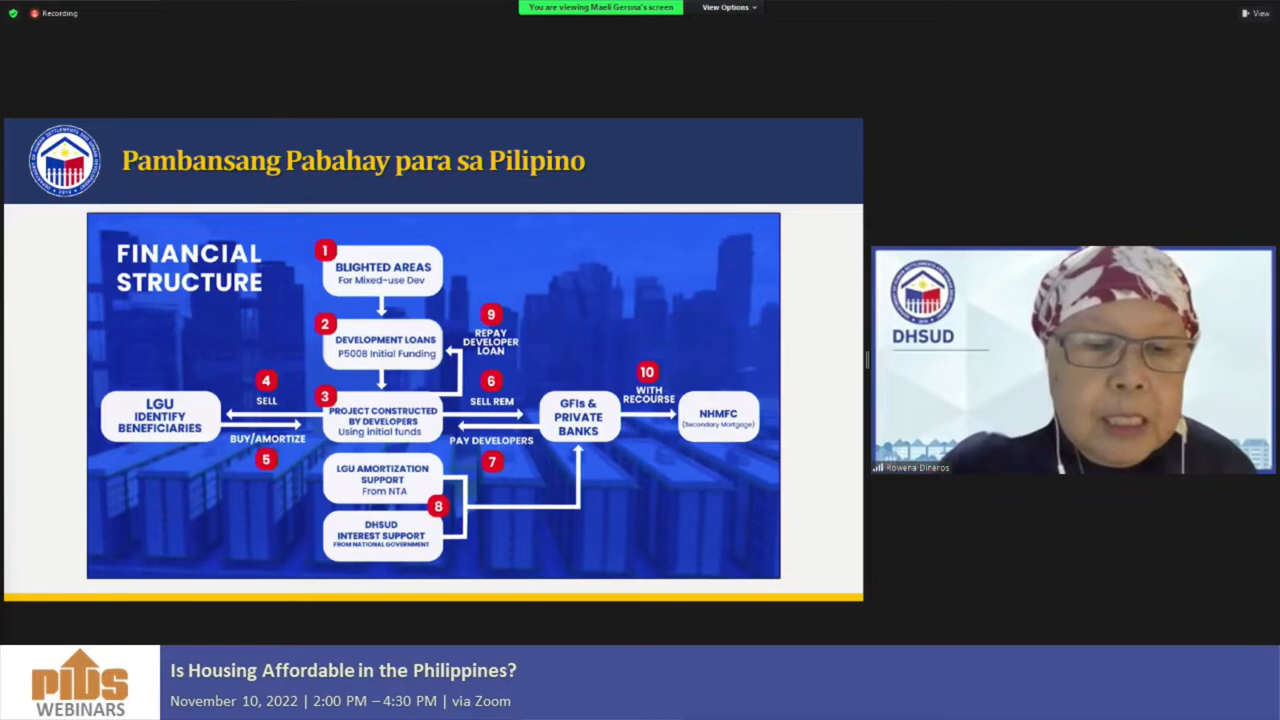 Recording
You are viewing Maeli Gerona's screen
View Options
View
Pambansang Pabahay para sa Pilipino
FINANCIAL
STRUCTURE
1
BLIGHTED AREAS
For Mixed-use Dev
2
DEVELOPMENT LOANS
P500B Initial Funding
9
REPAY
DEVELOPER
LOAN
3
PROJECT CONSTRUCTED
BY DEVELOPERS
Using initial funds
LGU
IDENTIFY
BENEFICIARIES
4
SELL
BUY/AMORTIZE
5
6
SELL REM
PAY DEVELOPERS
7
GFIs &
PRIVATE
BANKS
10
WITH
RECOURSE
NHMFC
(Secondary Mortgage)
LGU AMORTIZATION
SUPPORT
From NTA
8
DHSUD
INTEREST SUPPORT
FROM NATIONAL GOVERNMENT
DHSUD
Rowena Dineros
PIDS
WEBINARS
Is Housing Affordable in the Philippines?
November 10, 2022 | 2:00 PM – 4:30 PM | via Zoom